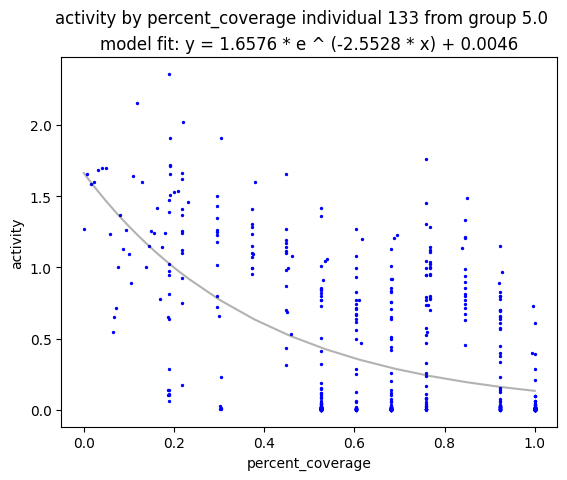 activity by percent_coverage individual 133 from group 5.0
model fit: y = 1.6576 * e ^ (-2.5528 * x) + 0.0046
activity
2.0
1.5
1.0
0.5
0.0
0.0 0.2 0.4 0.6 0.8 1.0
percent_coverage